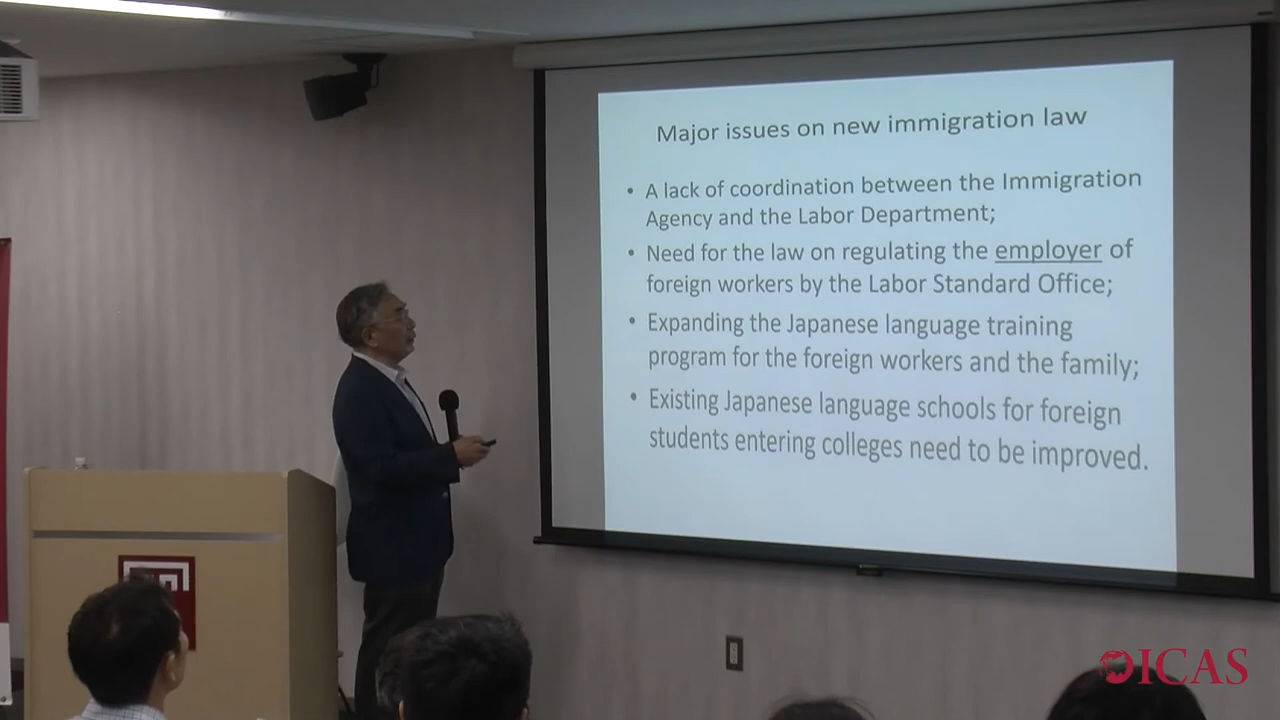 Major issues on new immigration law
• A lack of coordination between the Immigration
Agency and the Labor Department;
• Need for the law on regulating the employer of
foreign workers by the Labor Standard Office;
• Expanding the Japanese language training
program for the foreign workers and the family;
• Existing Japanese language schools for foreign
students entering colleges need to be improved.
ICAS